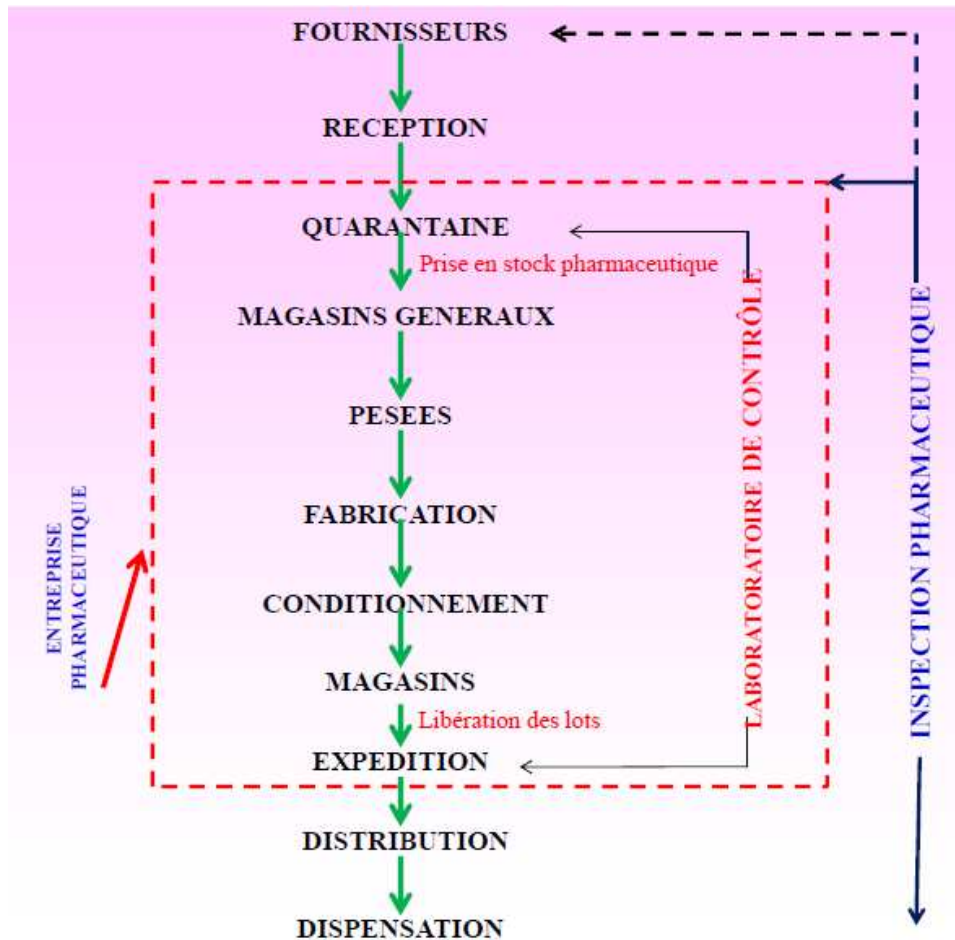 FOURNISSEURS
RECEPTION
QUARANTAINE
Prise en stock pharmaceutique
MAGASINS GENERAUX
PESEES
FABRICATION
CONDITIONNEMENT
MAGASINS
Libération des lots
EXPEDITION
DISTRIBUTION
DISPENSATION
ENTREPRISE
PHARMACEUTIQUE
LABORATORATOIRE DE CONTRÔLE
INSPECTION PHARMACEUTIQUE